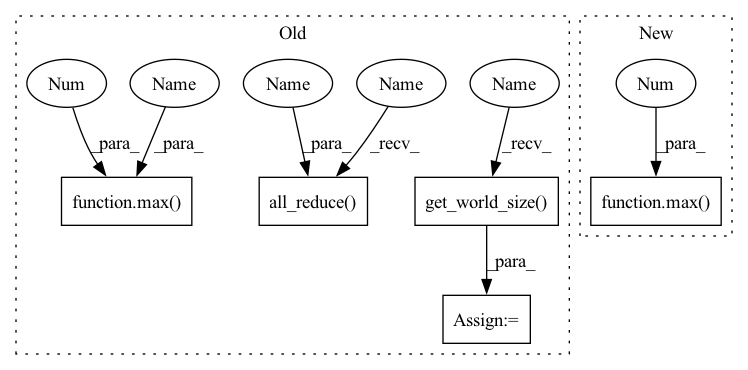 Old
New
Num
Name
Name
Name
Name
Num
_para_
_para_
_para_
_recv_
_recv_
_para_
function.max()
all_reduce()
get_world_size()
function.max()
_para_
Assign:=